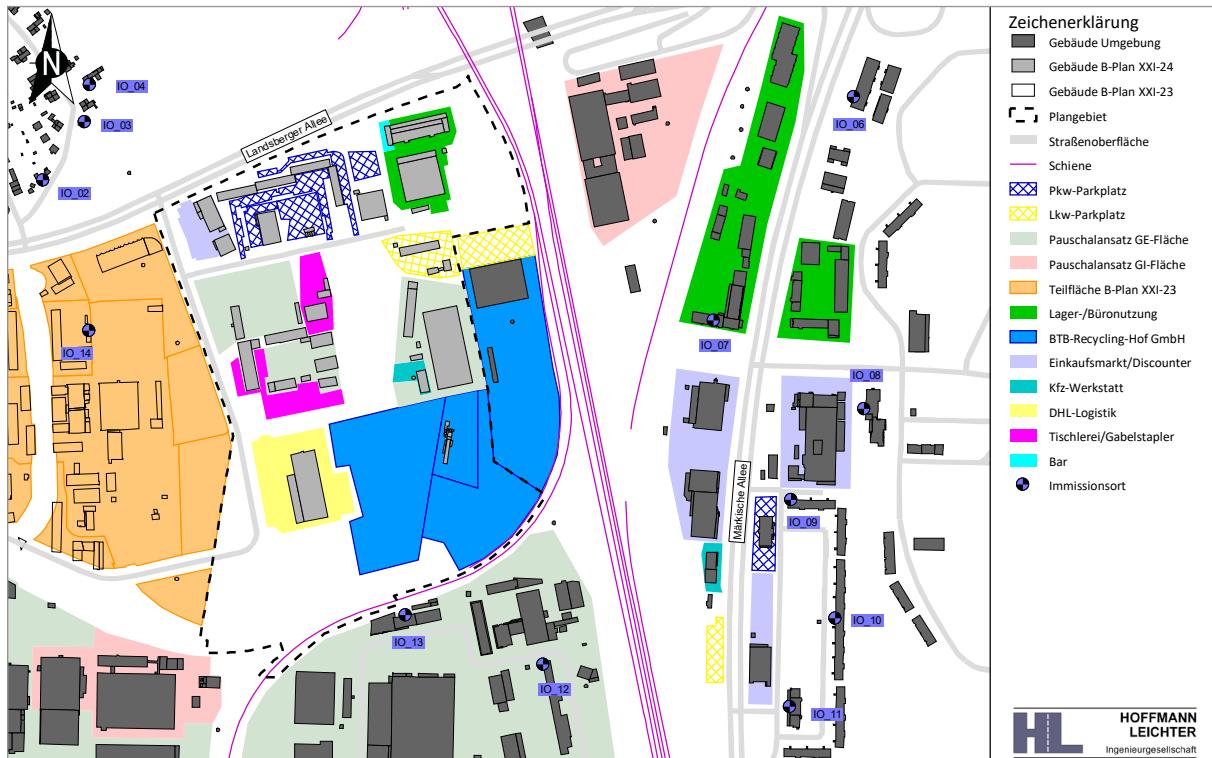 N
IO_04
IO_03
IO_02
Landsberger Allee
IO_06
IO_14
IO_07
IO_08
Märkische Allee
IO_09
IO_10
IO_13
IO_12
IO_11
Zeichenerklärung
Gebäude Umgebung
Gebäude B-Plan XXI-24
Gebäude B-Plan XXI-23
Plangebiet
Straßenoberfläche
Schiene
Pkw-Parkplatz
Lkw-Parkplatz
Pauschalansatz GE-Fläche
Pauschalansatz GI-Fläche
Teilfläche B-Plan XXI-23
Lager-/Büronutzung
BTB-Recycling-Hof GmbH
Einkaufsmarkt/Discounter
Kfz-Werkstatt
DHL-Logistik
Tischlerei/Gabelstapler
Bar
Immissionsort
HL
HOFFMANN
LEICHTER
Ingenieurgesellschaft